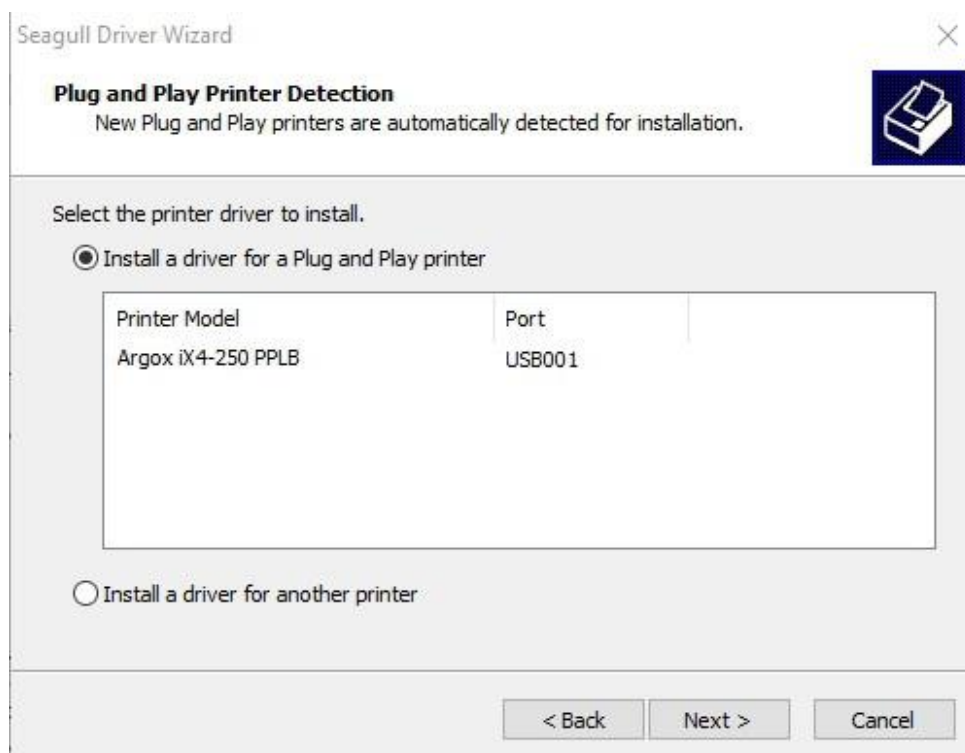 Seagull Driver Wizard
Plug and Play Printer Detection
New Plug and Play printers are automatically detected for installation.
Select the printer driver to install.
Install a driver for a Plug and Play printer
Printer Model Port
Argox iX4-250 PPLB USB001
Install a driver for another printer
< Back Next > Cancel